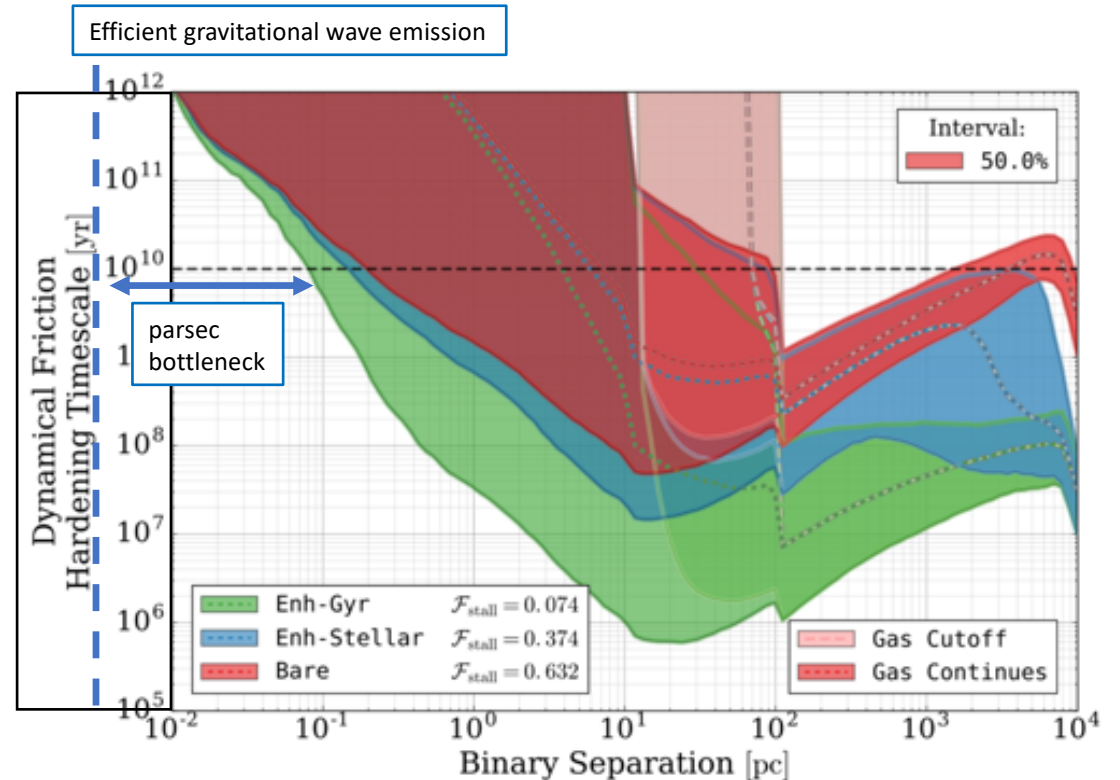 Efficient gravitational wave emission
10^12
10^11
10^10
1
10^8
10^7
10^6
10^5
Dynamical Friction
Hardening Timescale [yr]
parsec
bottleneck
Interval:
50.0%
Enh-Gyr F_stall = 0.074
Enh-Stellar F_stall = 0.374
Bare F_stall = 0.632
Gas Cutoff
Gas Continues
10^-2 10^-1 10^0 10^1 10^2 10^3 10^4
Binary Separation [pc]